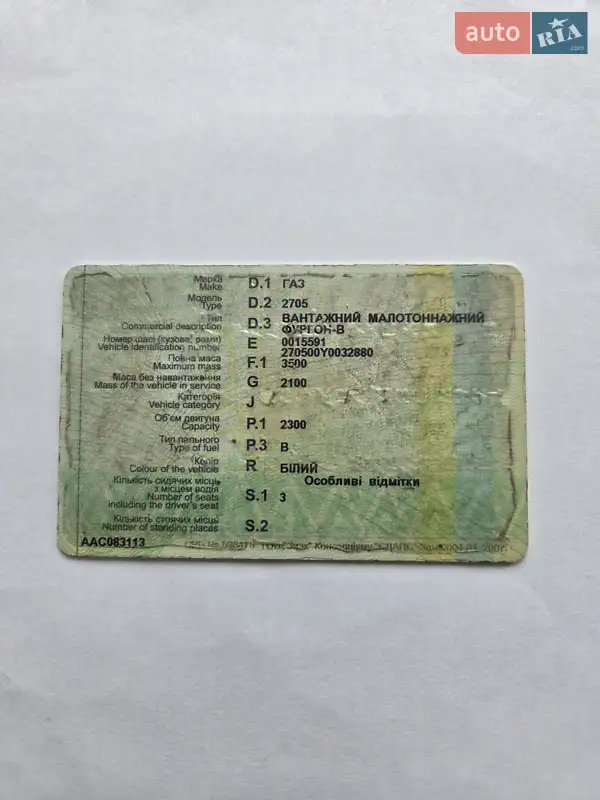 auto RIA .com
Марка D.1 ГАЗ
Make
Модель D.2 2705
Type
Тип D.3 ВАНТАЖНИЙ МАЛОТОННАЖНИЙ
Commercial description ФУРГОН-В
Номер шасі (кузова, рами) E 0015591
Vehicle identification number 270500Y0032880
Повна маса F.1 3500
Maximum mass
Маса без навантаження G 2100
Mass of the vehicle in service
Категорія J
Vehicle category
Об'єм двигуна P.1 2300
Capacity
Тип пального P.3 В
Type of fuel
Колір R БІЛИЙ
Colour of the vehicle
Кількість сидячих місць Особливі відмітки
з місцем водія S.1 3
Number of seats
including the driver's seat
Кількість стоячих місць S.2
Number of standing places
ААС083113